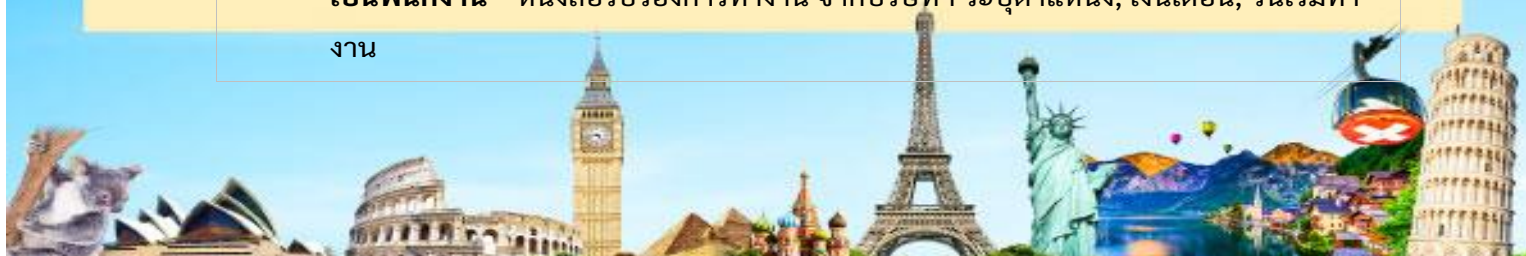 เป็นพนักงาน หนังสือรับรองการทำงาน จากบริษัทฯ ระบุตำแหน่ง, เงินเดือน, วันเริ่มทำ
งาน